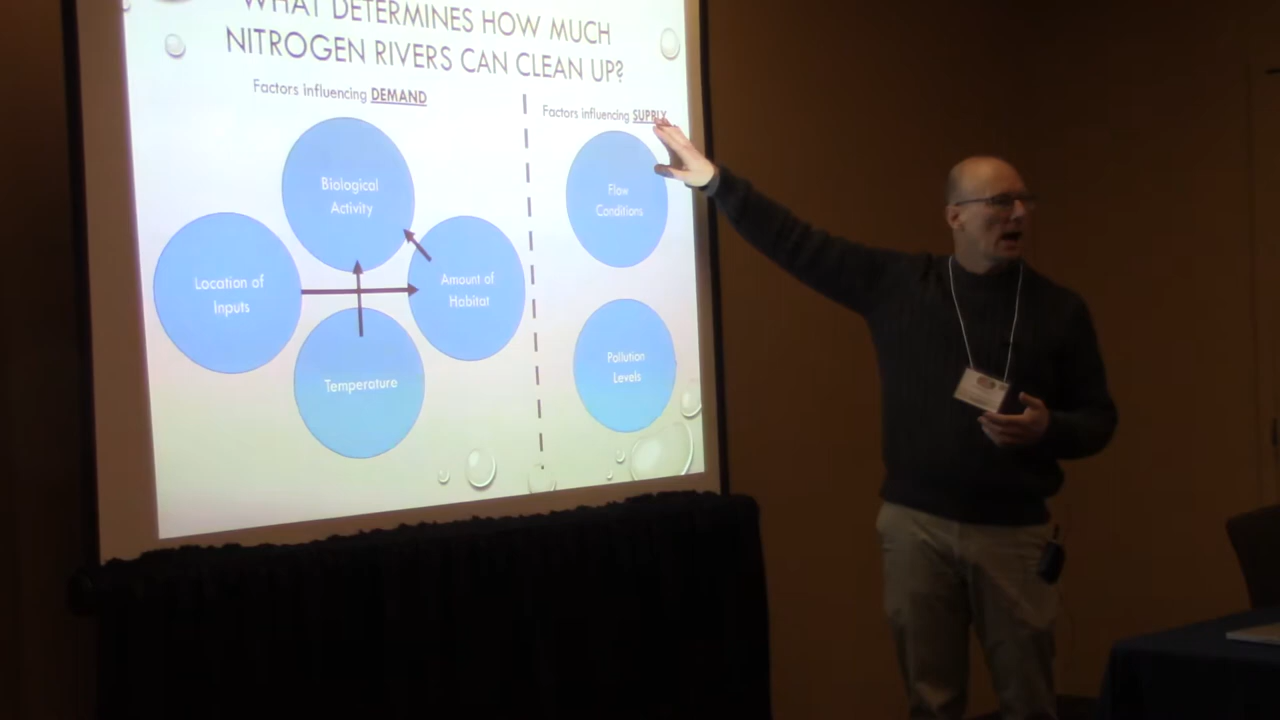 WHAT DETERMINES HOW MUCH
NITROGEN RIVERS CAN CLEAN UP?
Factors influencing DEMAND
Factors influencing SUPPLY
Biological
Activity
Flow
Conditions
Location of
Inputs
Amount of
Habitat
Temperature
Pollution
Levels